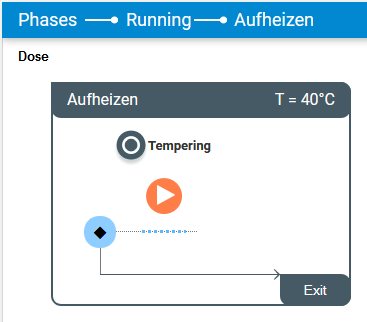 Phases Running Aufheizen
Dose
Aufheizen T = 40°C
Tempering
Exit